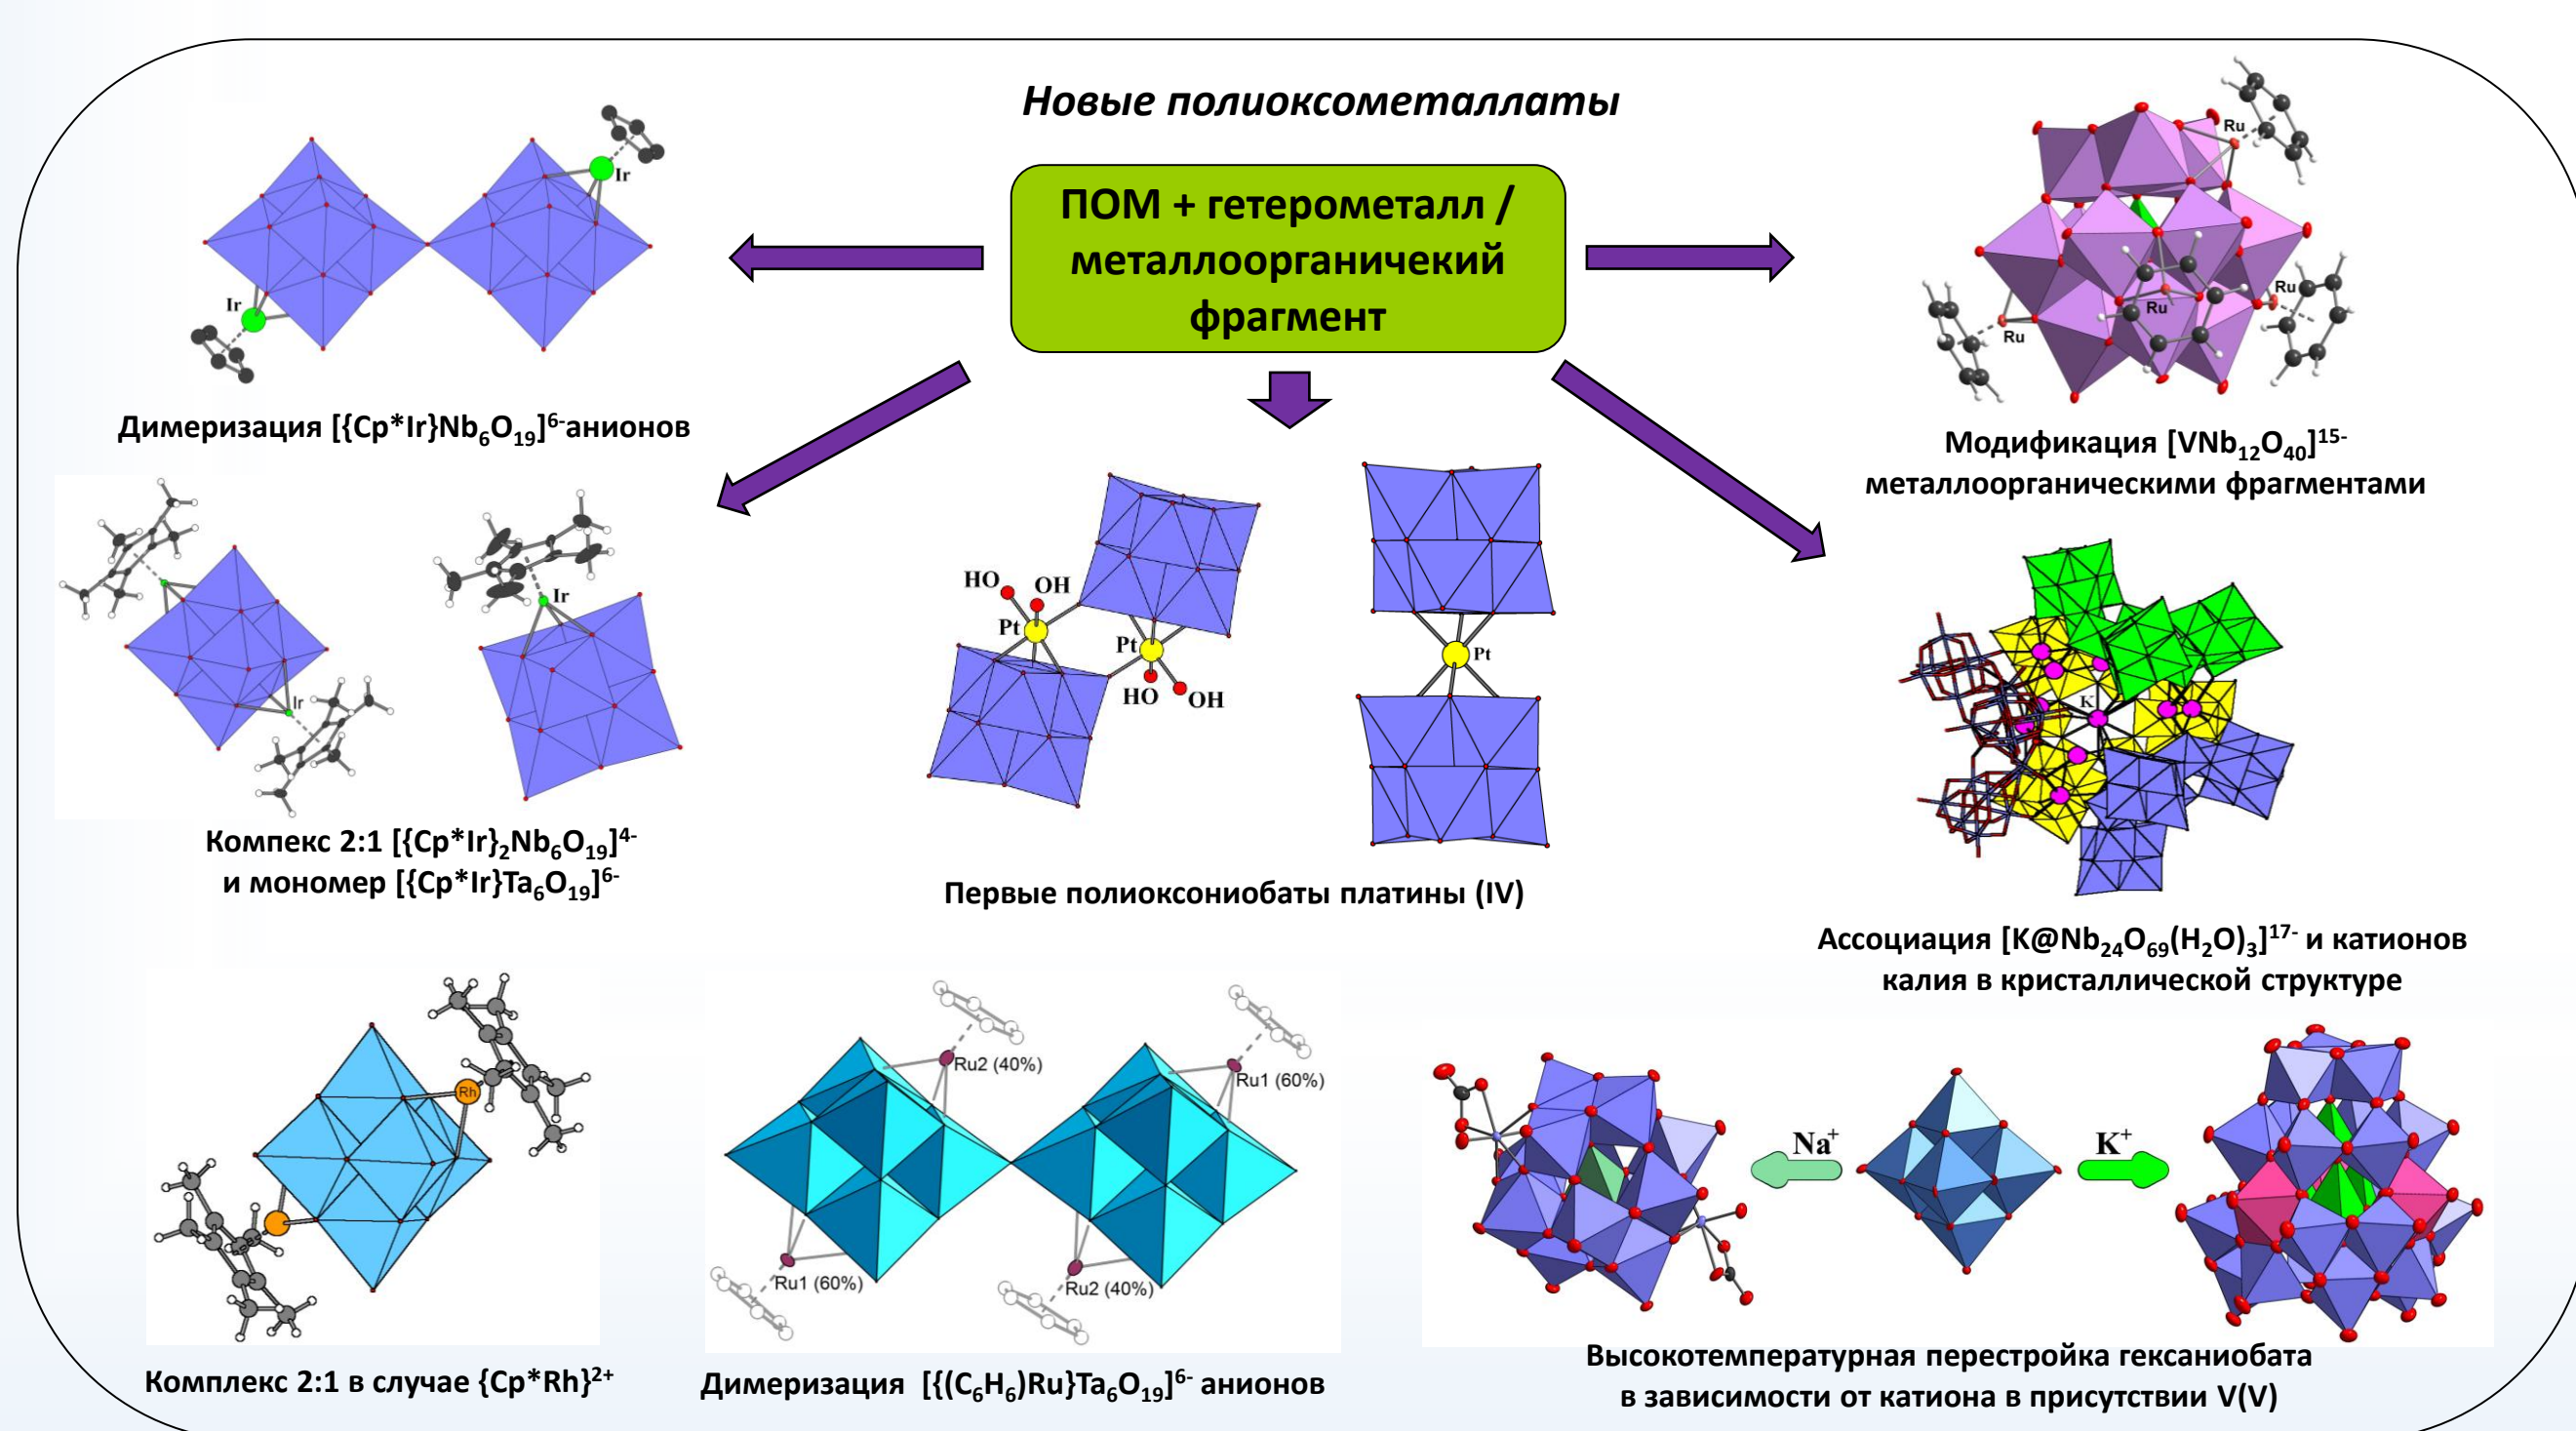 Новые полиоксометаллаты
ПОМ + гетерометалл /
металлоорганичекий
фрагмент
Ir
Ir
Димеризация [{Cp*Ir}Nb₆O₁₉]⁶⁻анионов
Ru
Ru
Ru
Ru
Модификация [VNb₁₂O₄₀]¹⁵⁻
металлоорганическими фрагментами
Ir
Ir
Компекс 2:1 [{Cp*Ir}₂Nb₆O₁₉]⁴⁻
и мономер [{Cp*Ir}Ta₆O₁₉]⁶⁻
HO
OH
Pt
Pt
HO
OH
Pt
Первые полиоксониобаты платины (IV)
K
Ассоциация [K@Nb₂₄O₆₉(H₂O)₃]¹⁷⁻ и катионов
калия в кристаллической структуре
Rh
Комплекс 2:1 в случае {Cp*Rh}²⁺
Ru2 (40%)
Ru1 (60%)
Ru1 (60%)
Ru2 (40%)
Димеризация [{(C₆H₆)Ru}Ta₆O₁₉]⁶⁻ анионов
Na⁺
K⁺
Высокотемпературная перестройка гексаниобата
в зависимости от катиона в присутствии V(V)